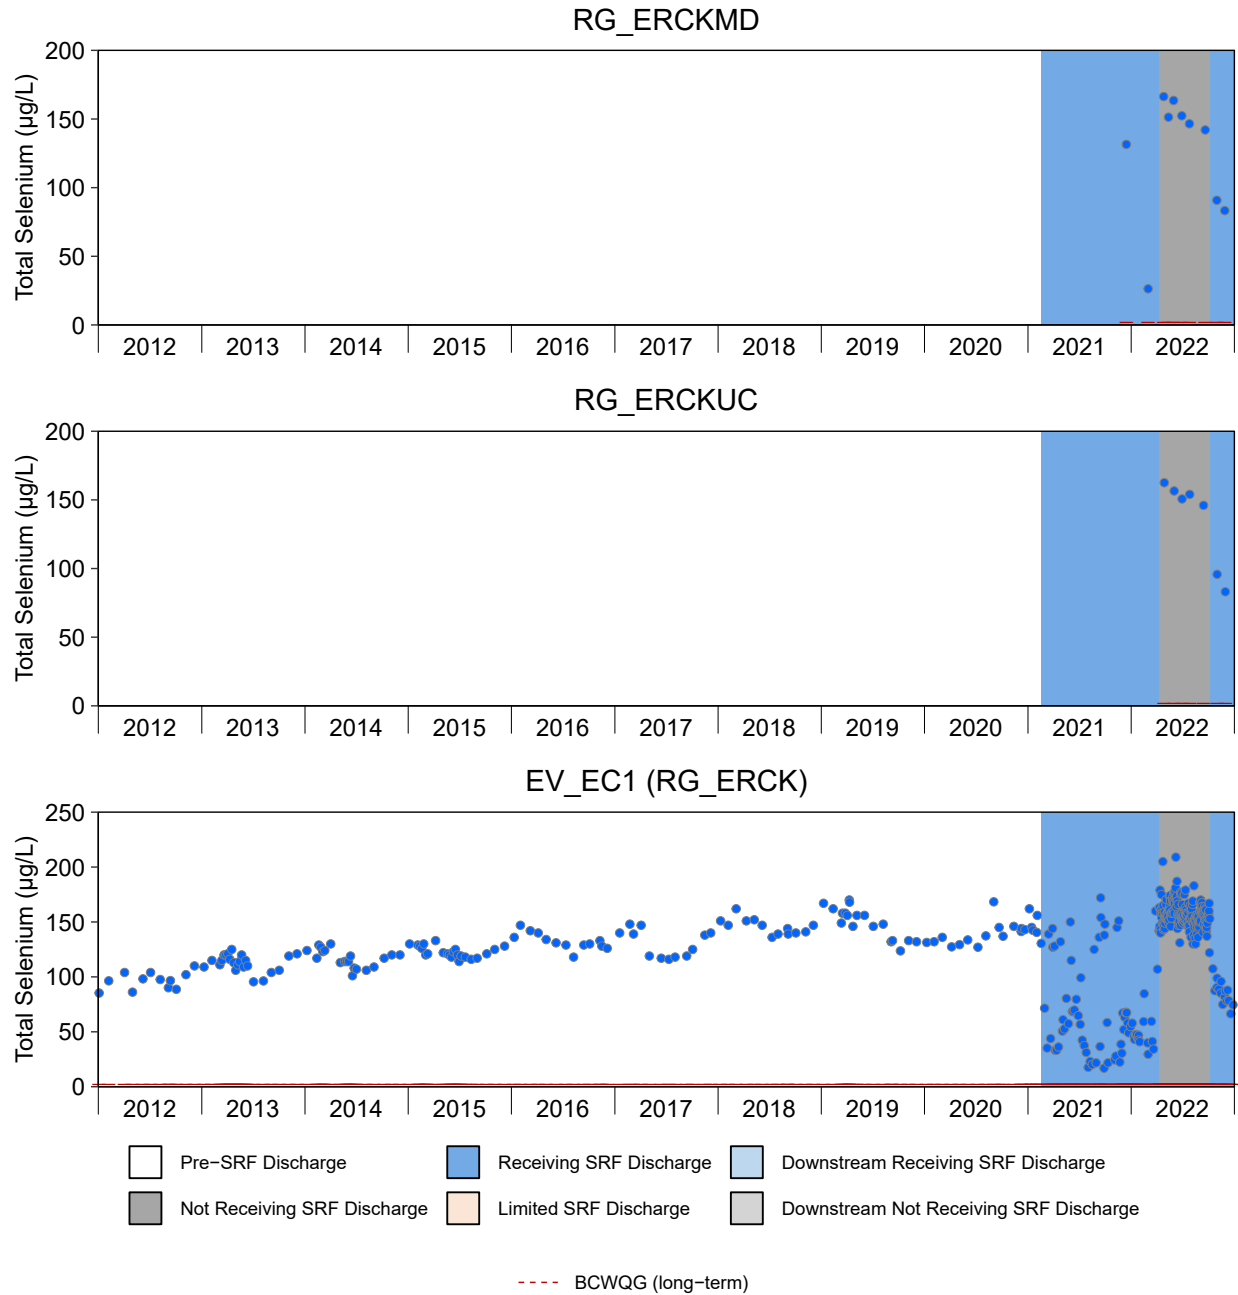 RG_ERCKMD
Total Selenium (µg/L)
200
150
100
50
0
2012 2013 2014 2015 2016 2017 2018 2019 2020 2021 2022
RG_ERCKUC
Total Selenium (µg/L)
200
150
100
50
0
2012 2013 2014 2015 2016 2017 2018 2019 2020 2021 2022
EV_EC1 (RG_ERCK)
Total Selenium (µg/L)
250
200
150
100
50
0
2012 2013 2014 2015 2016 2017 2018 2019 2020 2021 2022
Pre−SRF Discharge Receiving SRF Discharge Downstream Receiving SRF Discharge
Not Receiving SRF Discharge Limited SRF Discharge Downstream Not Receiving SRF Discharge
BCWQG (long−term)